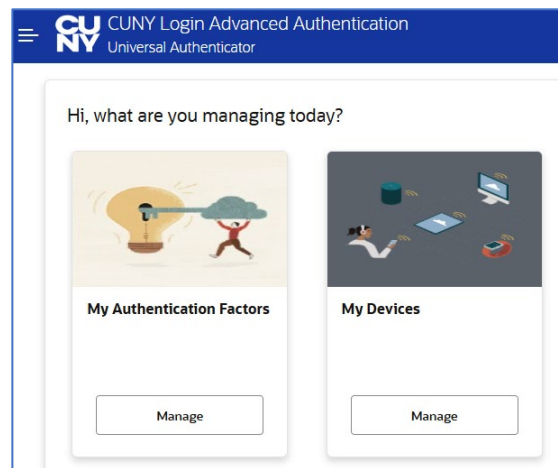 CUNY CUNY Login Advanced Authentication
Universal Authenticator
Hi, what are you managing today?
My Authentication Factors
My Devices
Manage
Manage